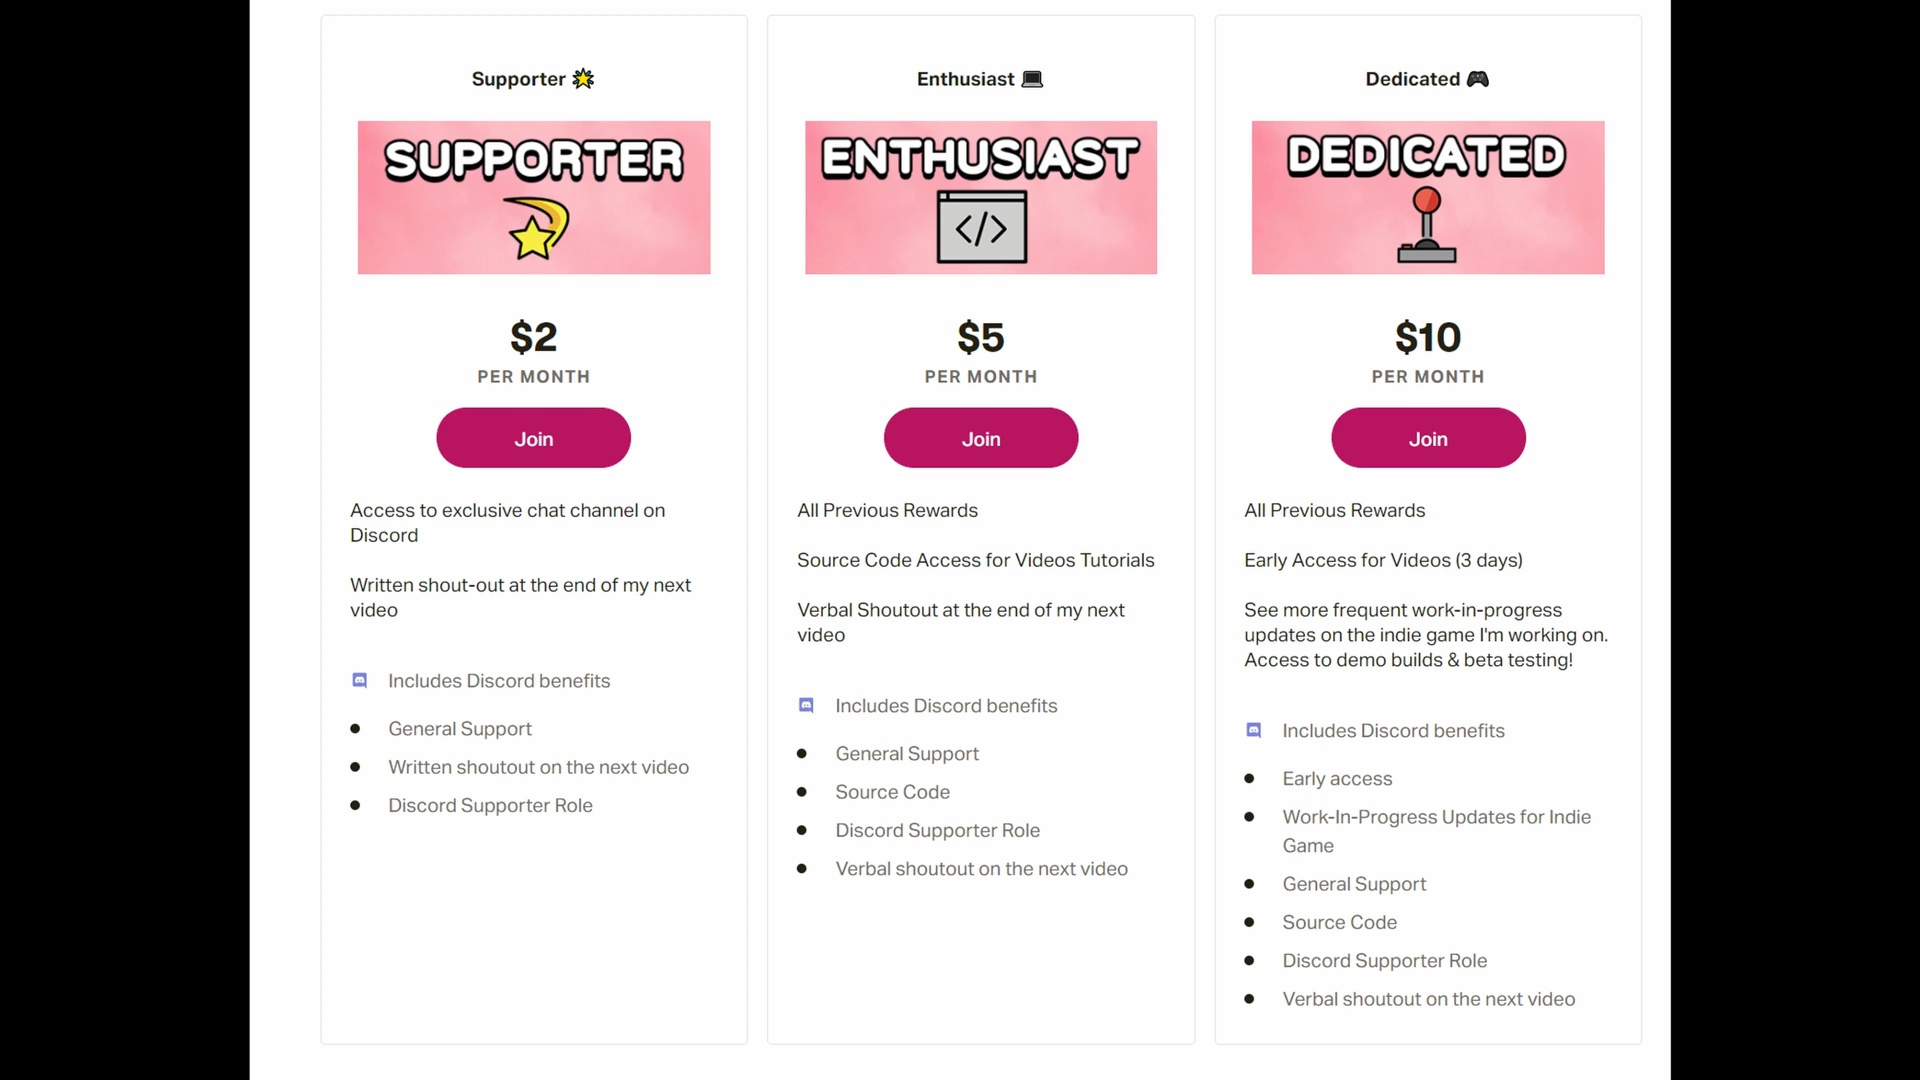 Supporter 🌟
SUPPORTER
$2
PER MONTH
Join
Access to exclusive chat channel on
Discord
Written shout-out at the end of my next
video
Includes Discord benefits
General Support
Written shoutout on the next video
Discord Supporter Role
Enthusiast 💻
ENTHUSIAST
</>
$5
PER MONTH
Join
All Previous Rewards
Source Code Access for Videos Tutorials
Verbal Shoutout at the end of my next
video
Includes Discord benefits
General Support
Source Code
Discord Supporter Role
Verbal shoutout on the next video
Dedicated 🎮
DEDICATED
$10
PER MONTH
Join
All Previous Rewards
Early Access for Videos (3 days)
See more frequent work-in-progress
updates on the indie game I'm working on.
Access to demo builds & beta testing!
Includes Discord benefits
Early access
Work-In-Progress Updates for Indie
Game
General Support
Source Code
Discord Supporter Role
Verbal shoutout on the next video